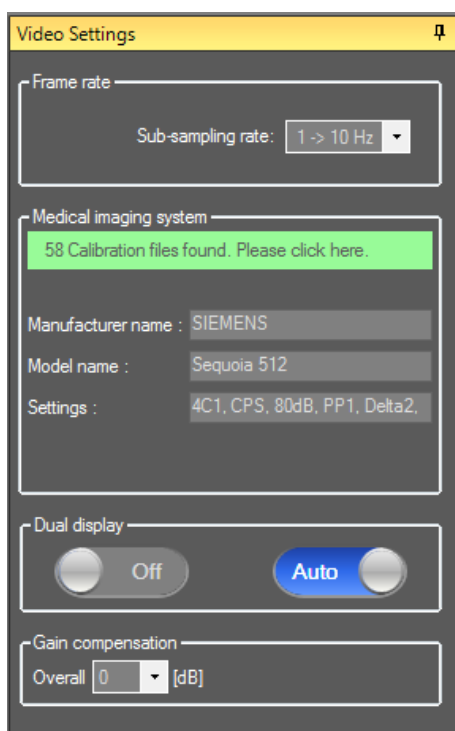 Video Settings
Frame rate
Sub-sampling rate: 1 -> 10 Hz
Medical imaging system
58 Calibration files found. Please click here.
Manufacturer name : SIEMENS
Model name : Sequoia 512
Settings : 4C1, CPS, 80dB, PP1, Delta2,
Dual display
Off Auto
Gain compensation
Overall 0 [dB]